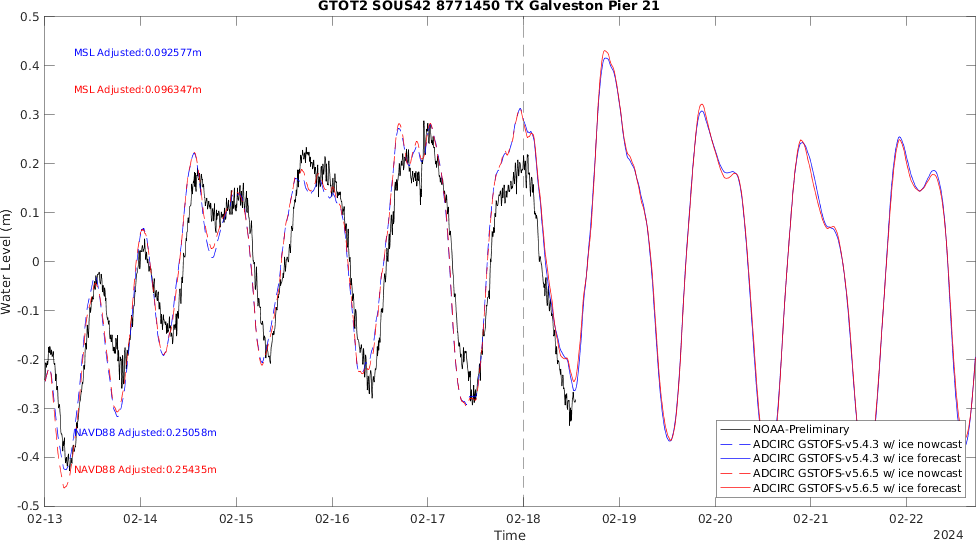 GTOT2 SOUS42 8771450 TX Galveston Pier 21
MSL Adjusted:0.092577m
MSL Adjusted:0.096347m
NAVD88 Adjusted:0.25058m
NAVD88 Adjusted:0.25435m
Water Level (m)
0.5
0.4
0.3
0.2
0.1
0
-0.1
-0.2
-0.3
-0.4
-0.5
NOAA-Preliminary
ADCIRC GSTOFS-v5.4.3 w/ ice nowcast
ADCIRC GSTOFS-v5.4.3 w/ ice forecast
ADCIRC GSTOFS-v5.6.5 w/ ice nowcast
ADCIRC GSTOFS-v5.6.5 w/ ice forecast
02-13 02-14 02-15 02-16 02-17 02-18 02-19 02-20 02-21 02-22
Time
2024